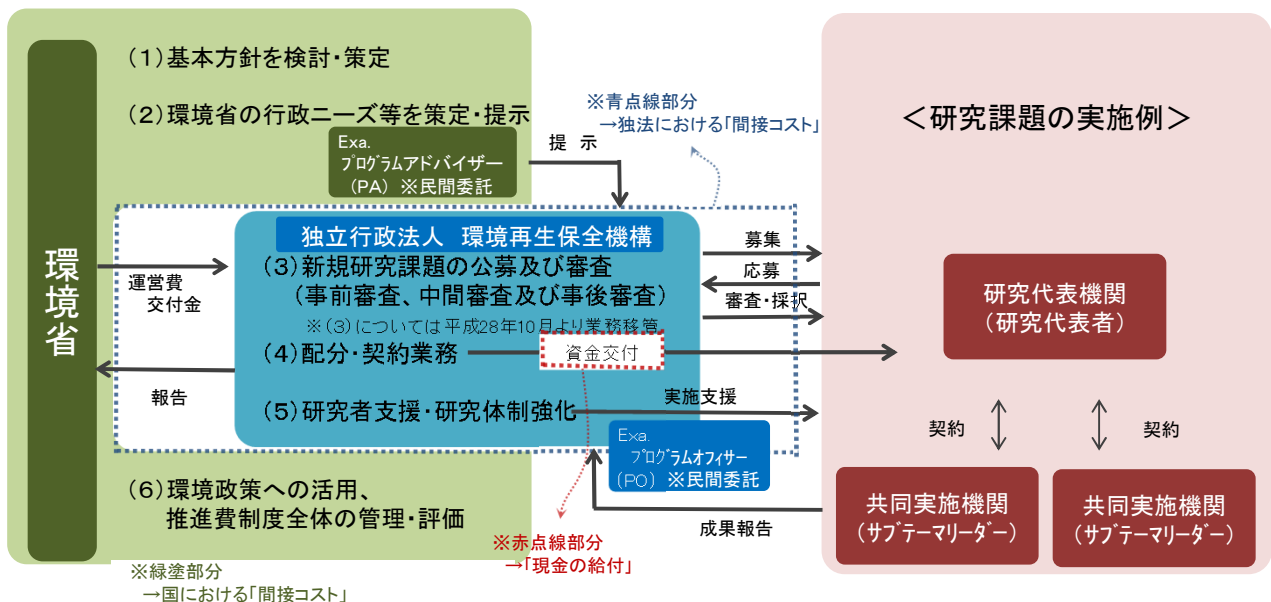 （1）基本方針を検討・策定
（2）環境省の行政ニーズ等を策定・提示
※青点線部分
→独法における「間接コスト」
＜研究課題の実施例＞
Exa.
プログラムアドバイザー
（PA）※民間委託
提 示
環境省
独立行政法人 環境再生保全機構
（3）新規研究課題の公募及び審査
（事前審査、中間審査及び事後審査）
※（3）については平成28年10月より業務移管
運営費
交付金
募集
応募
審査・採択
研究代表機関
（研究代表者）
（4）配分・契約業務
資金交付
報告
（5）研究者支援・研究体制強化
実施支援
Exa.
プログラムオフィサー
（PO）※民間委託
契約
契約
（6）環境政策への活用、
推進費制度全体の管理・評価
成果報告
共同実施機関
（サブテーマリーダー）
共同実施機関
（サブテーマリーダー）
※赤点線部分
→「現金の給付」
※緑塗部分
→国における「間接コスト」